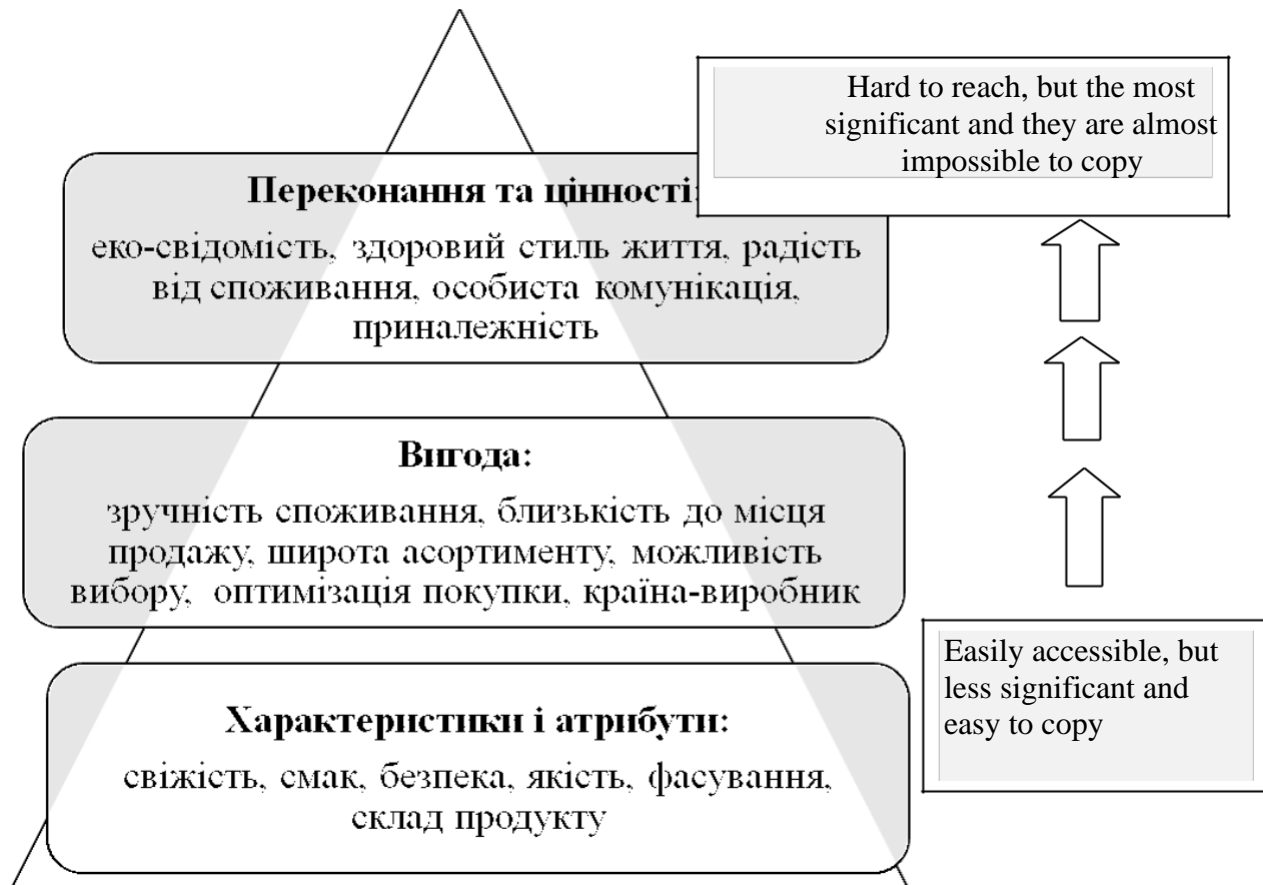 Hard to reach, but the most
significant and they are almost
impossible to copy
Переконання та цінності:
еко-свідомість, здоровий стиль життя, радість
від споживання, особиста комунікація,
приналежність
Вигода:
зручність споживання, близькість до місця
продажу, широта асортименту, можливість
вибору, оптимізація покупки, країна-виробник
Easily accessible, but
less significant and
easy to copy
Характеристики і атрибути:
свіжість, смак, безпека, якість, фасування,
склад продукту